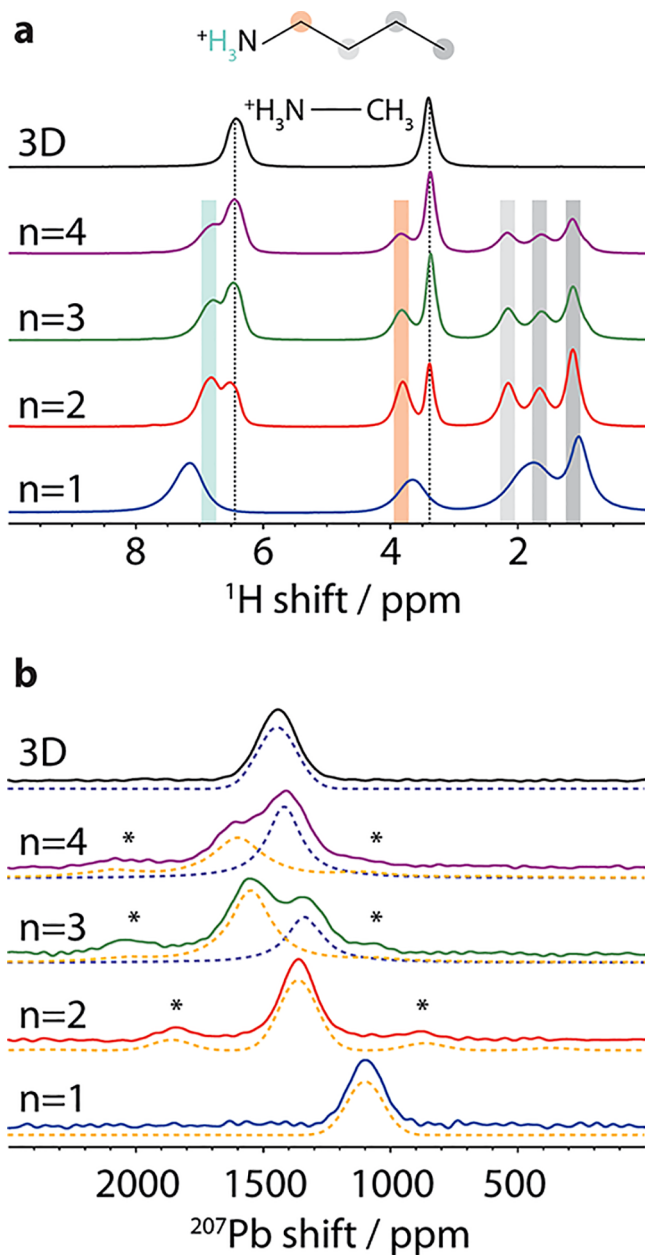 a
⁺H₃N
⁺H₃N — CH₃
3D
n=4
n=3
n=2
n=1
8 6 4 2
¹H shift / ppm
b
3D
n=4 * *
n=3 * *
n=2 * *
n=1
2000 1500 1000 500
²⁰⁷Pb shift / ppm